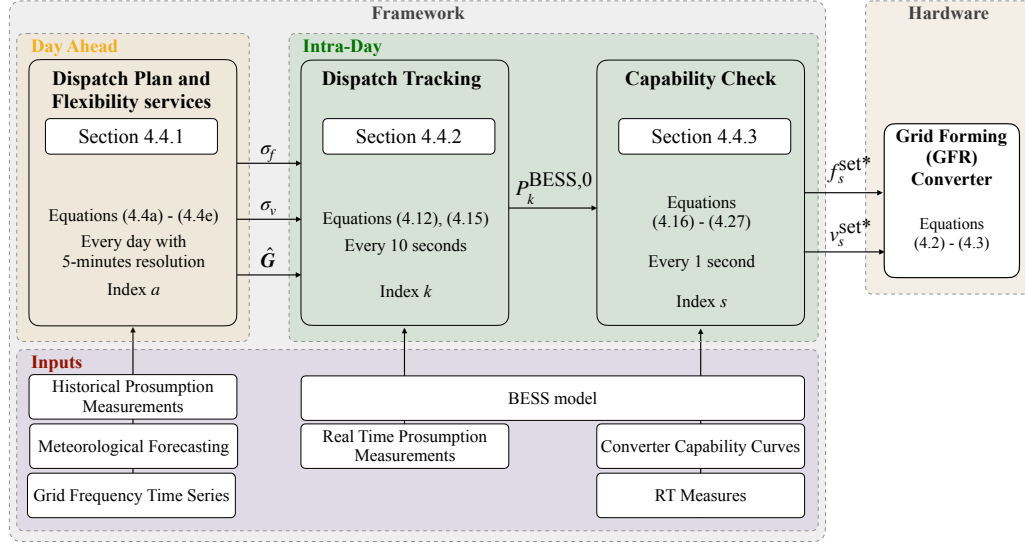 Framework
Hardware
Day Ahead
Intra-Day
Dispatch Plan and
Flexibility services
Section 4.4.1
Equations (4.4a) - (4.4e)
Every day with
5-minutes resolution
Index a
σ_f
σ_v
Ĝ
Dispatch Tracking
Section 4.4.2
Equations (4.12), (4.15)
Every 10 seconds
Index k
P_k^{BESS,0}
Capability Check
Section 4.4.3
Equations
(4.16) - (4.27)
Every 1 second
Index s
f_s^{set*}
v_s^{set*}
Grid Forming
(GFR)
Converter
Equations
(4.2) - (4.3)
Inputs
Historical Prosumption
Measurements
Meteorological Forecasting
Grid Frequency Time Series
BESS model
Real Time Prosumption
Measurements
Converter Capability Curves
RT Measures